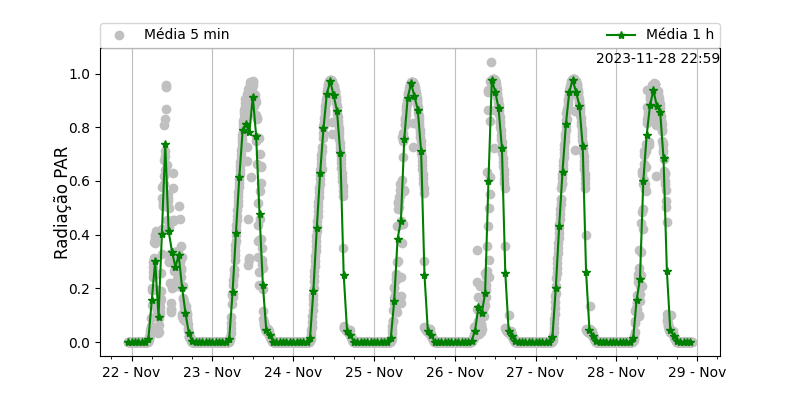 Média 5 min
Média 1 h
2023-11-28 22:59
Radiação PAR
1.0
0.8
0.6
0.4
0.2
0.0
22 - Nov
23 - Nov
24 - Nov
25 - Nov
26 - Nov
27 - Nov
28 - Nov
29 - Nov